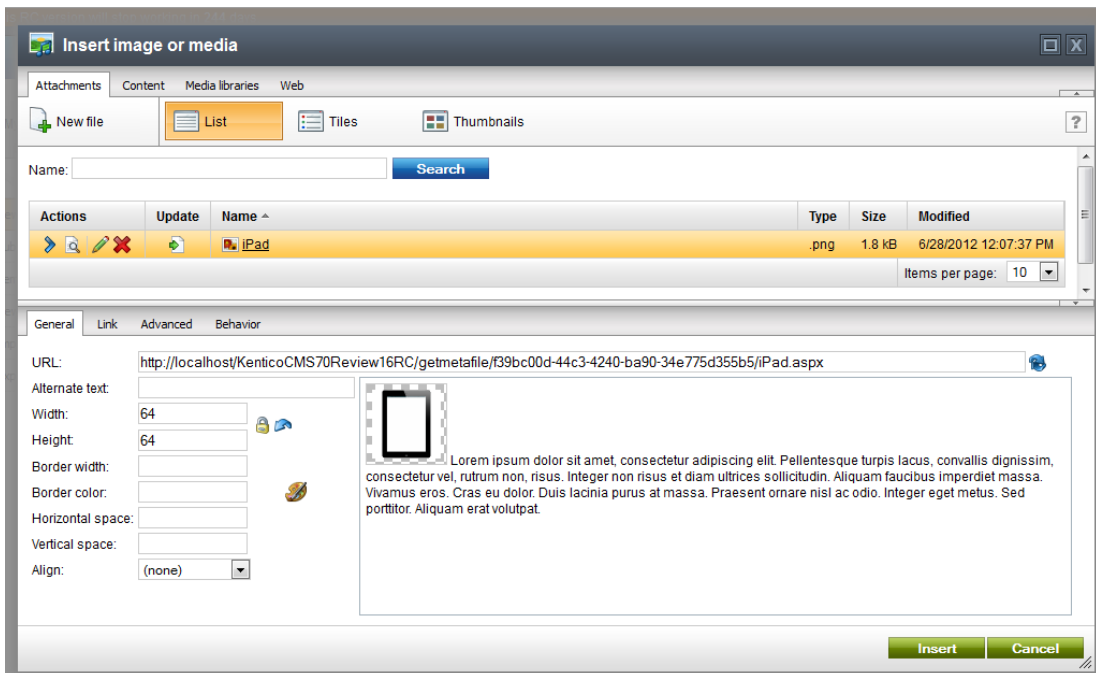 Insert image or media
X
Attachments Content Media libraries Web
New file List Tiles Thumbnails ?
Name: Search
Actions Update Name Type Size Modified
iPad .png 1.8 kB 6/28/2012 12:07:37 PM
Items per page: 10
General Link Advanced Behavior
URL: http://localhost/KenticoCMS70Review16RC/getmetafile/f39bc00d-44c3-4240-ba90-34e775d355b5/iPad.aspx
Alternate text:
Width: 64
Height: 64
Border width:
Border color:
Horizontal space:
Vertical space:
Align: (none)
Lorem ipsum dolor sit amet, consectetur adipiscing elit. Pellentesque turpis lacus, convallis dignissim,
consectetur vel, rutrum non, risus. Integer non risus et diam ultrices sollicitudin. Aliquam faucibus imperdiet massa.
Vivamus eros. Cras eu dolor. Duis lacinia purus at massa. Praesent ornare nisl ac odio. Integer eget metus. Sed
porttitor. Aliquam erat volutpat.
Insert Cancel